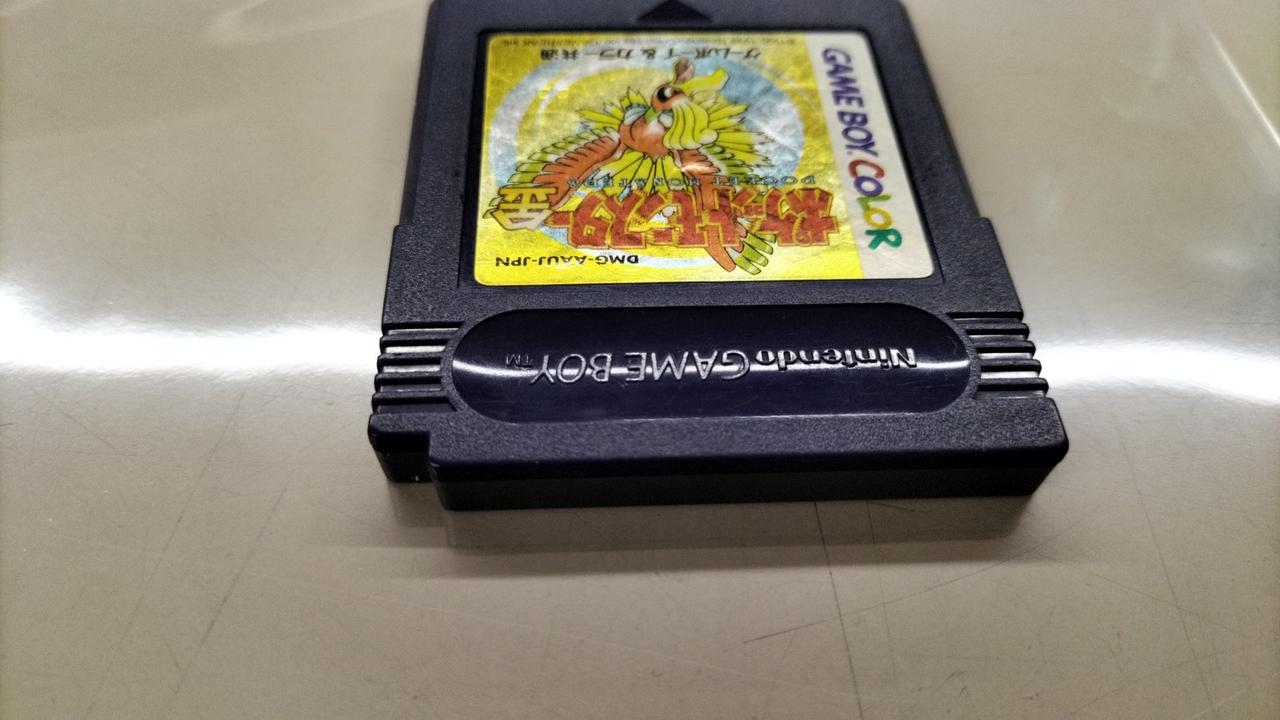 Nintendo GAME BOY™
GAME BOY COLOR
DMG-AAUJ-JPN
ポケットモンスター
金
POCKET MONSTERS
ゲームボーイ&カラー共通